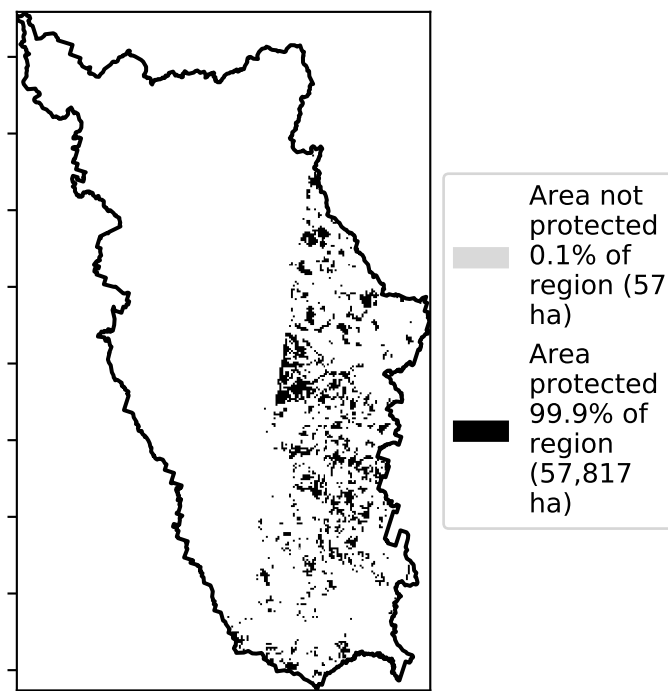 Area not
protected
0.1% of
region (57
ha)
Area
protected
99.9% of
region
(57,817
ha)